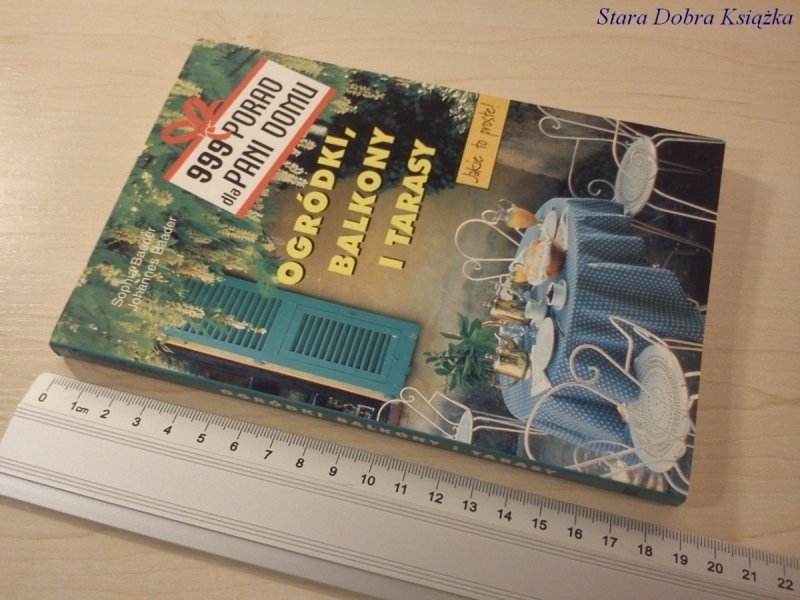 Stara Dobra Książka
999 PORAD
dla PANI DOMU
OGRÓDKI,
BALKONY
I TARASY
Jakie to proste!
Sophia Baader
Johannes Baader
OGRÓDKI BALKONY I TARASY
0 1cm 2 3 4 5 6 7 8 9 10 11 12 13 14 15 16 17 18 19 20 21 22